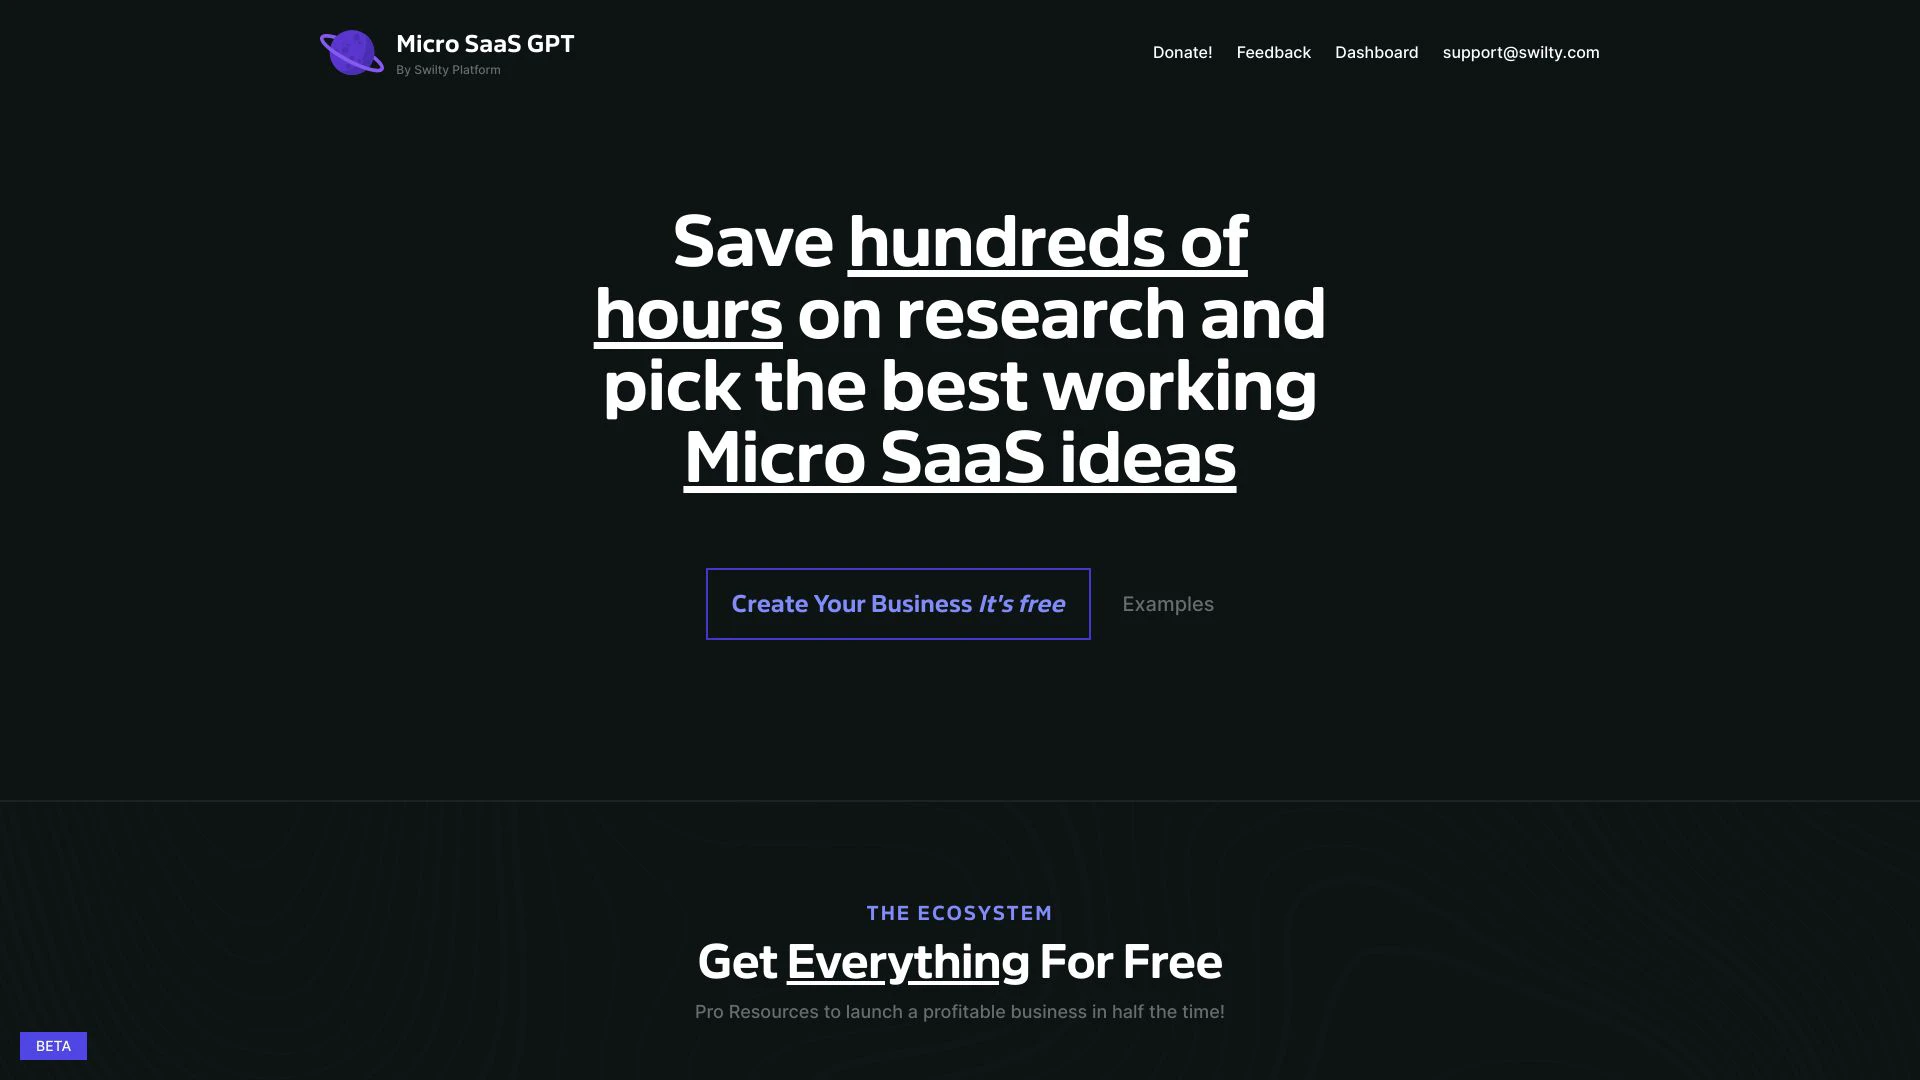 Micro SaaS GPT
By Swilty Platform
Donate! Feedback Dashboard support@swilty.com
Save hundreds of
hours on research and
pick the best working
Micro SaaS ideas
Create Your Business It's free
Examples
THE ECOSYSTEM
Get Everything For Free
Pro Resources to launch a profitable business in half the time!
BETA